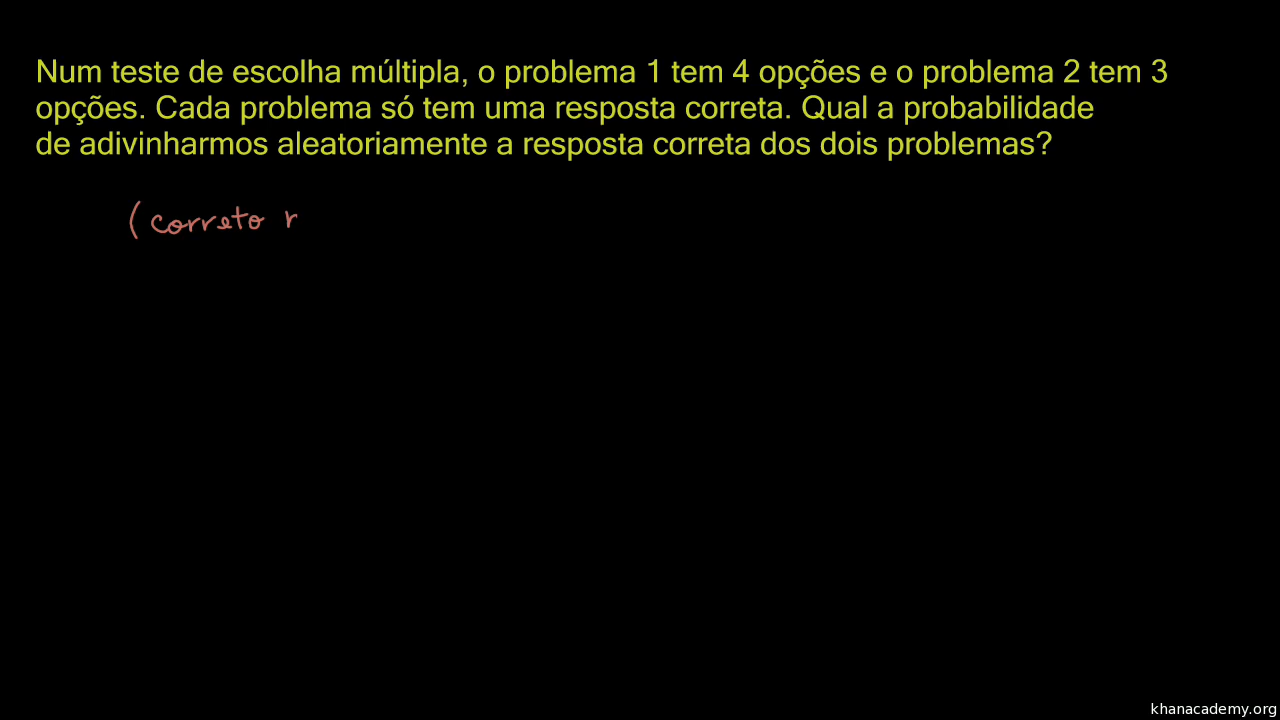 Num teste de escolha múltipla, o problema 1 tem 4 opções e o problema 2 tem 3
opções. Cada problema só tem uma resposta correta. Qual a probabilidade
de adivinharmos aleatoriamente a resposta correta dos dois problemas?
(correto r
khanacademy.org